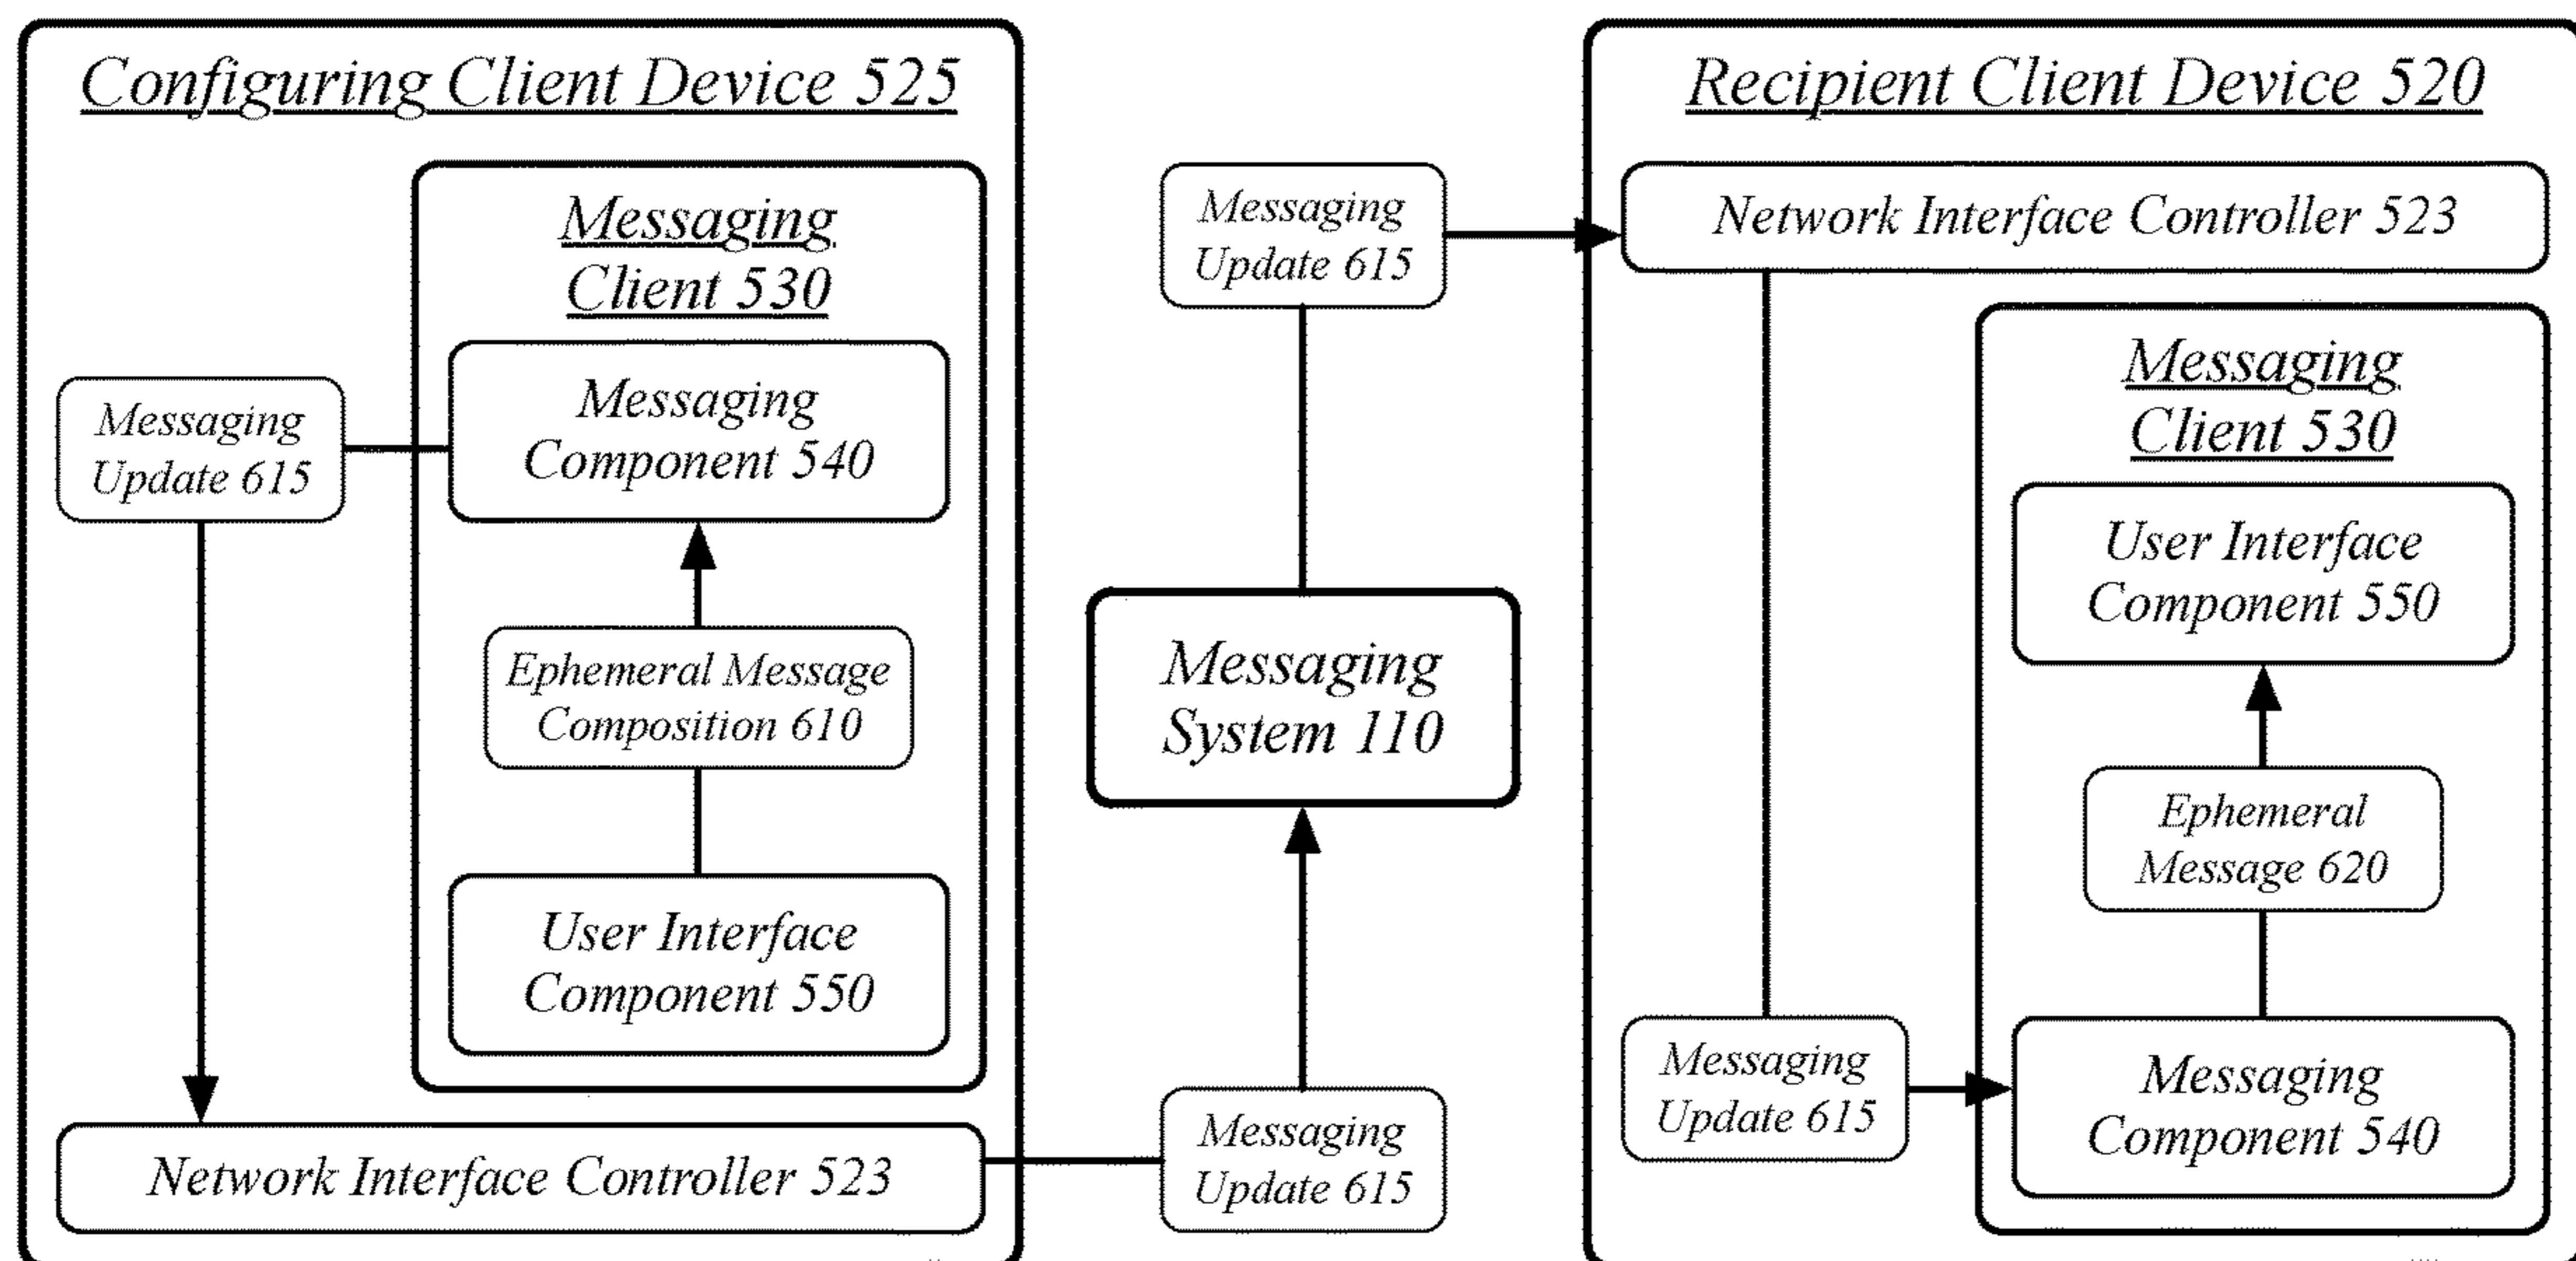 Configuring Client Device 525
Messaging
Client 530
Messaging
Component 540
Messaging
Update 615
Ephemeral Message
Composition 610
User Interface
Component 550
Network Interface Controller 523
Messaging
Update 615
Messaging
System 110
Messaging
Update 615
Recipient Client Device 520
Network Interface Controller 523
Messaging
Client 530
User Interface
Component 550
Ephemeral
Message 620
Messaging
Update 615
Messaging
Component 540